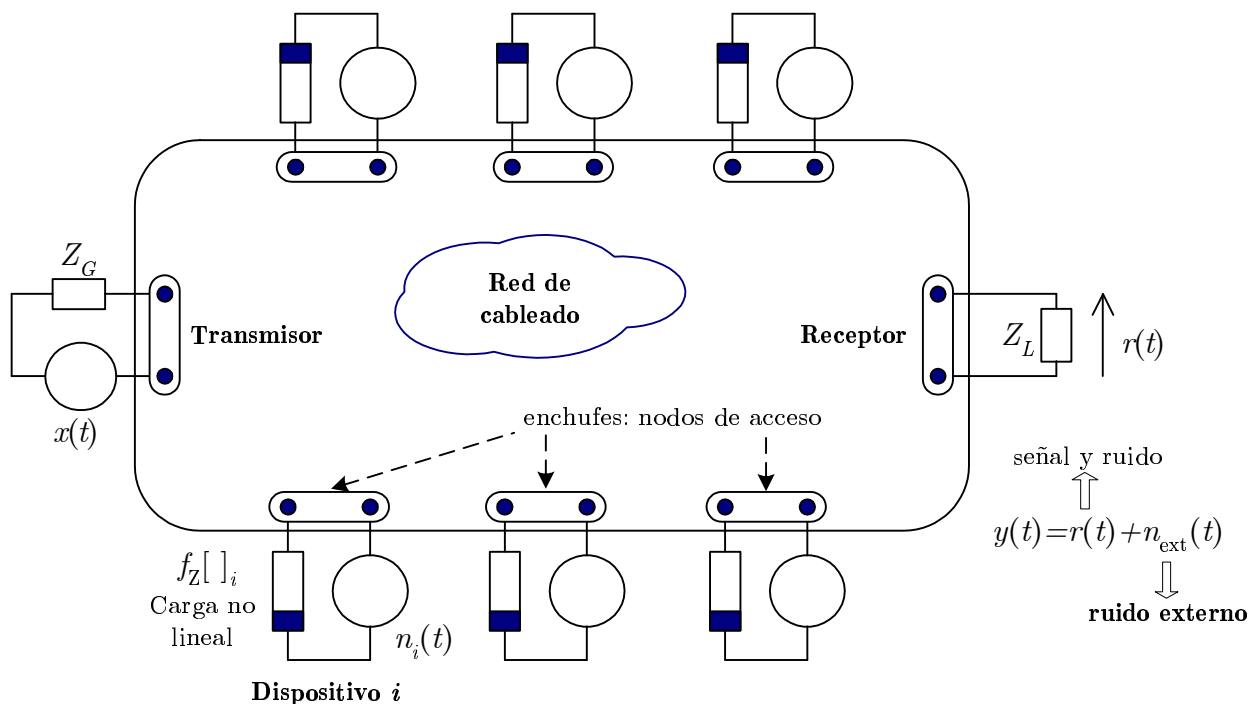 Z_G
Red de
cableado
Transmisor
Receptor
Z_L
r(t)
x(t)
enchufes: nodos de acceso
señal y ruido
y(t)=r(t)+n_ext(t)
f_Z[ ]_i
Carga no
lineal
n_i(t)
ruido externo
Dispositivo i